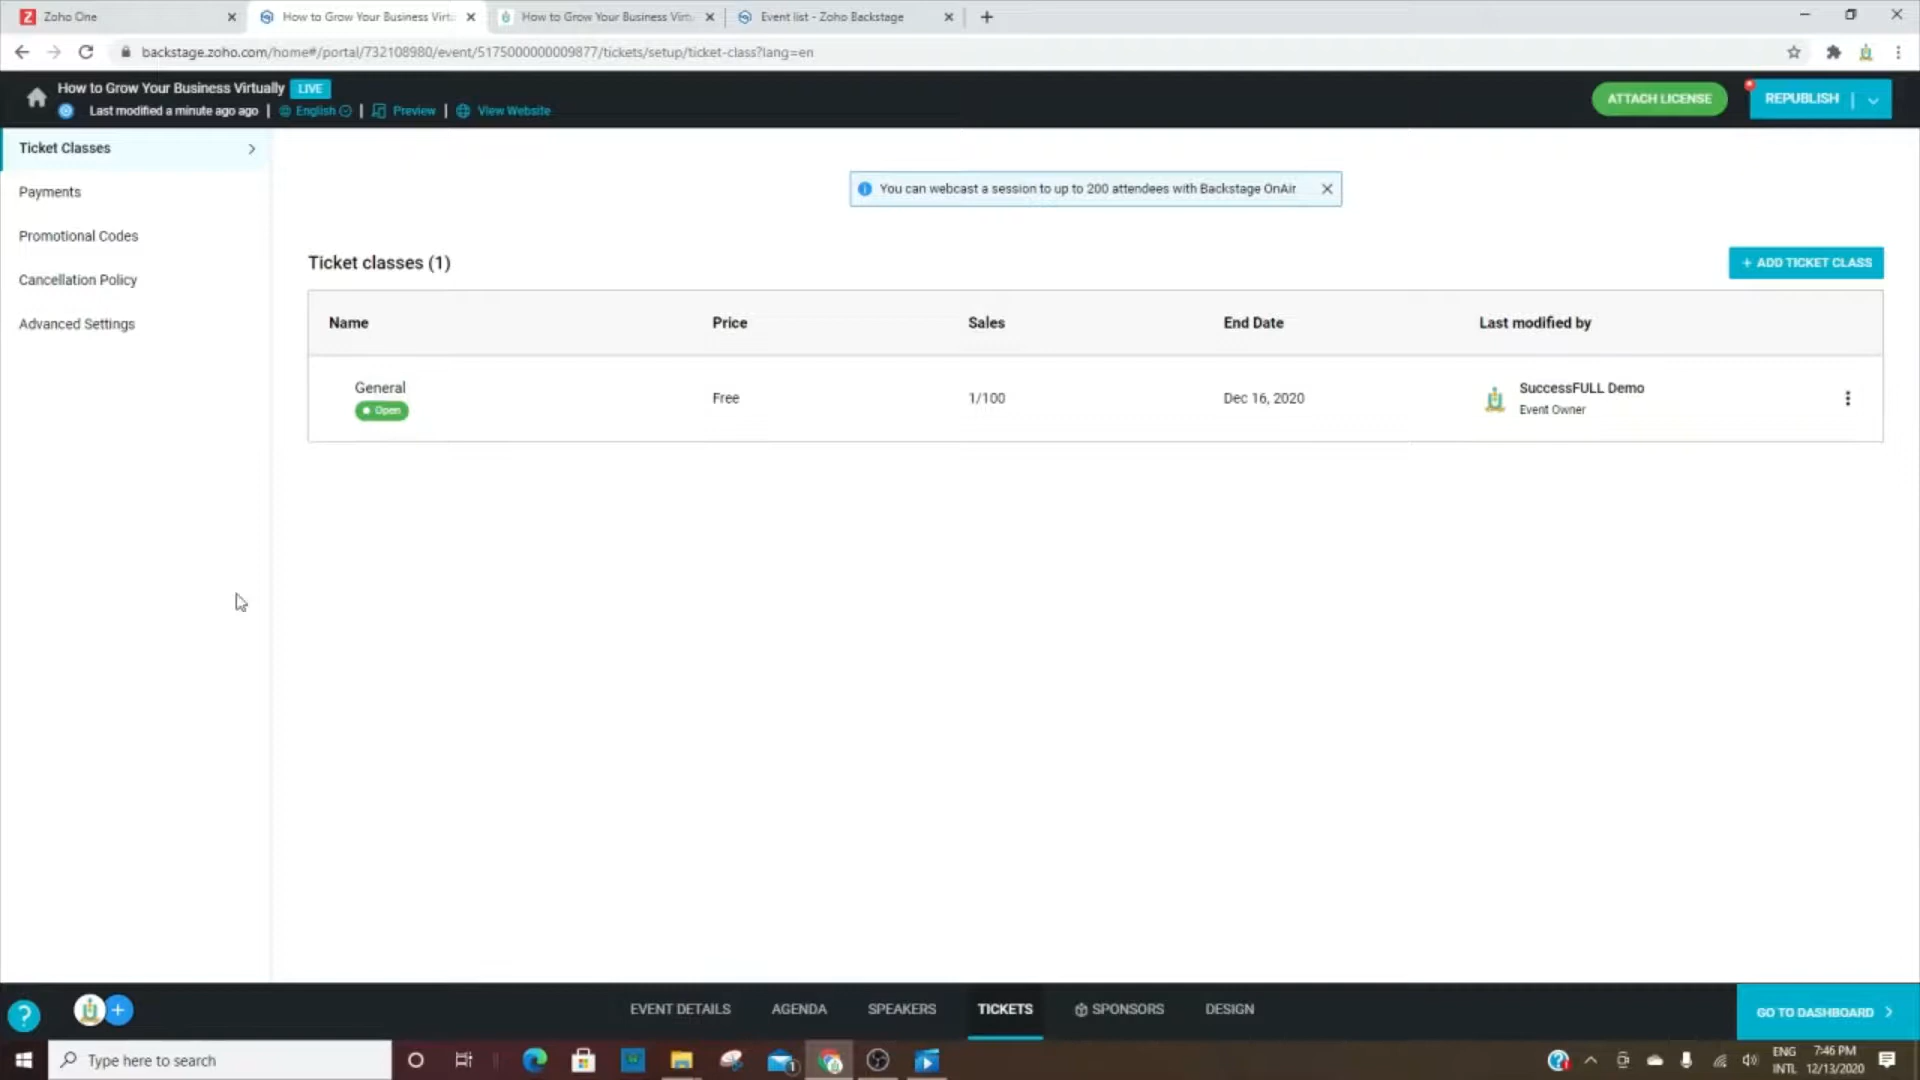 Zoho One
How to Grow Your Business Virtu
How to Grow Your Business Virtu
Event list - Zoho Backstage
backstage.zoho.com/home#/portal/732108980/event/5175000000009877/tickets/setup/ticket-class?lang=en
How to Grow Your Business Virtually LIVE
Last modified a minute ago ago | English | Preview | View Website
ATTACH LICENSE
REPUBLISH
Ticket Classes
Payments
Promotional Codes
Cancellation Policy
Advanced Settings
You can webcast a session to up to 200 attendees with Backstage OnAir
Ticket classes (1)
+ ADD TICKET CLASS
Name Price Sales End Date Last modified by
General
Open
Free
1/100
Dec 16, 2020
SuccessFULL Demo
Event Owner
EVENT DETAILS AGENDA SPEAKERS TICKETS SPONSORS DESIGN
GO TO DASHBOARD
Type here to search
1
ENG
INTL
7:46 PM
12/13/2020